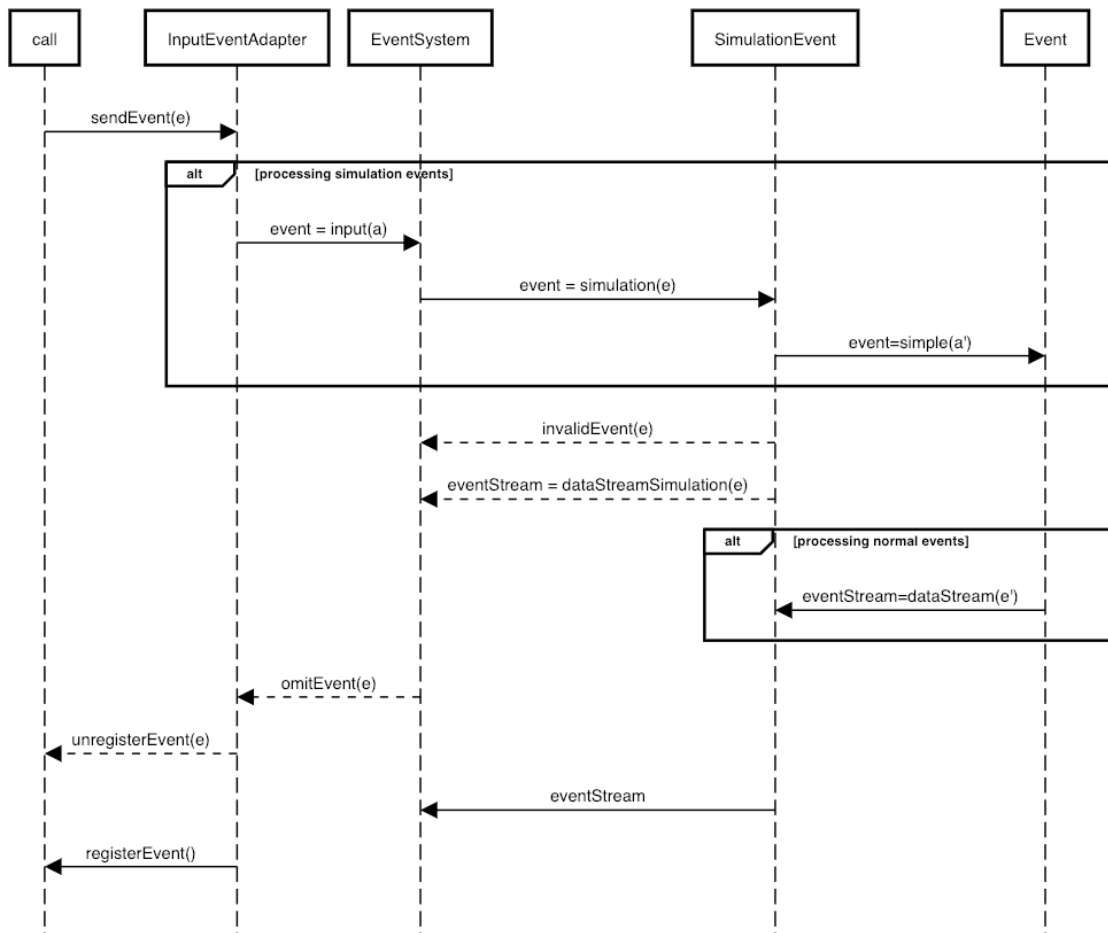 call
InputEventAdapter
EventSystem
SimulationEvent
Event
sendEvent(e)
alt
[processing simulation events]
event = input(a)
event = simulation(e)
event=simple(a')
invalidEvent(e)
eventStream = dataStreamSimulation(e)
alt
[processing normal events]
eventStream=dataStream(e')
omitEvent(e)
unregisterEvent(e)
eventStream
registerEvent()